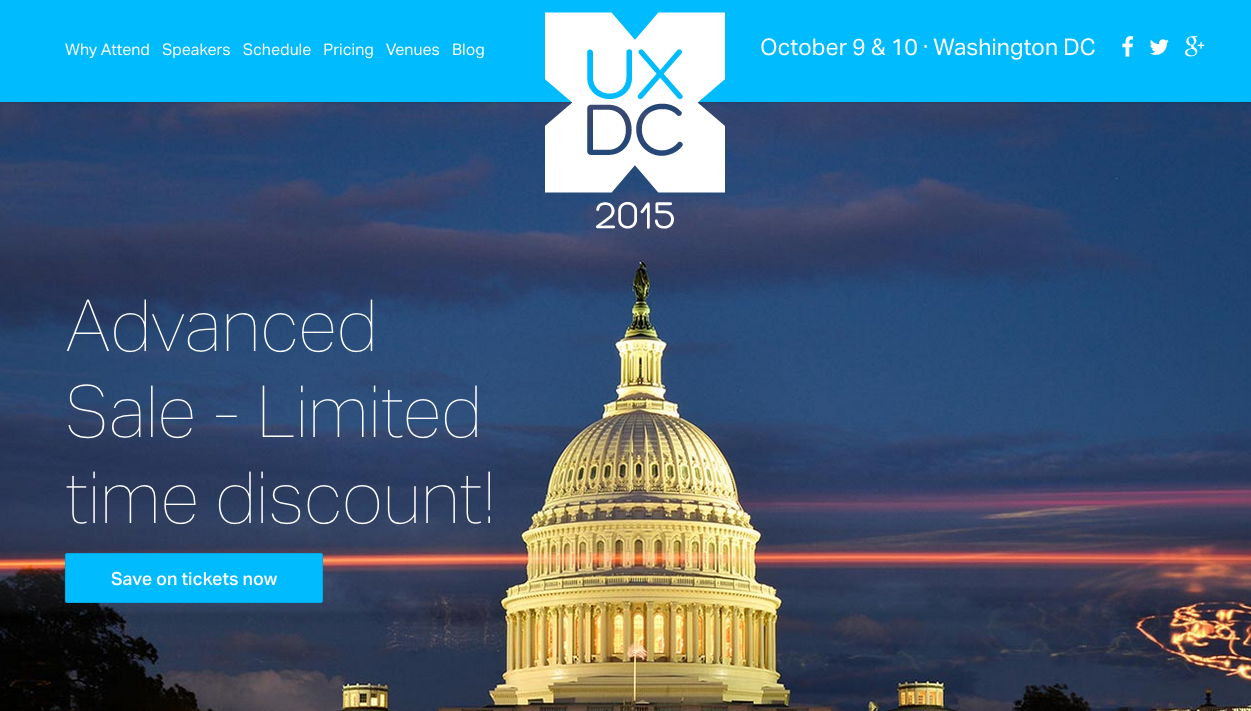 Why Attend Speakers Schedule Pricing Venues Blog
UX
DC
2015
October 9 & 10 · Washington DC
Advanced
Sale - Limited
time discount!
Save on tickets now